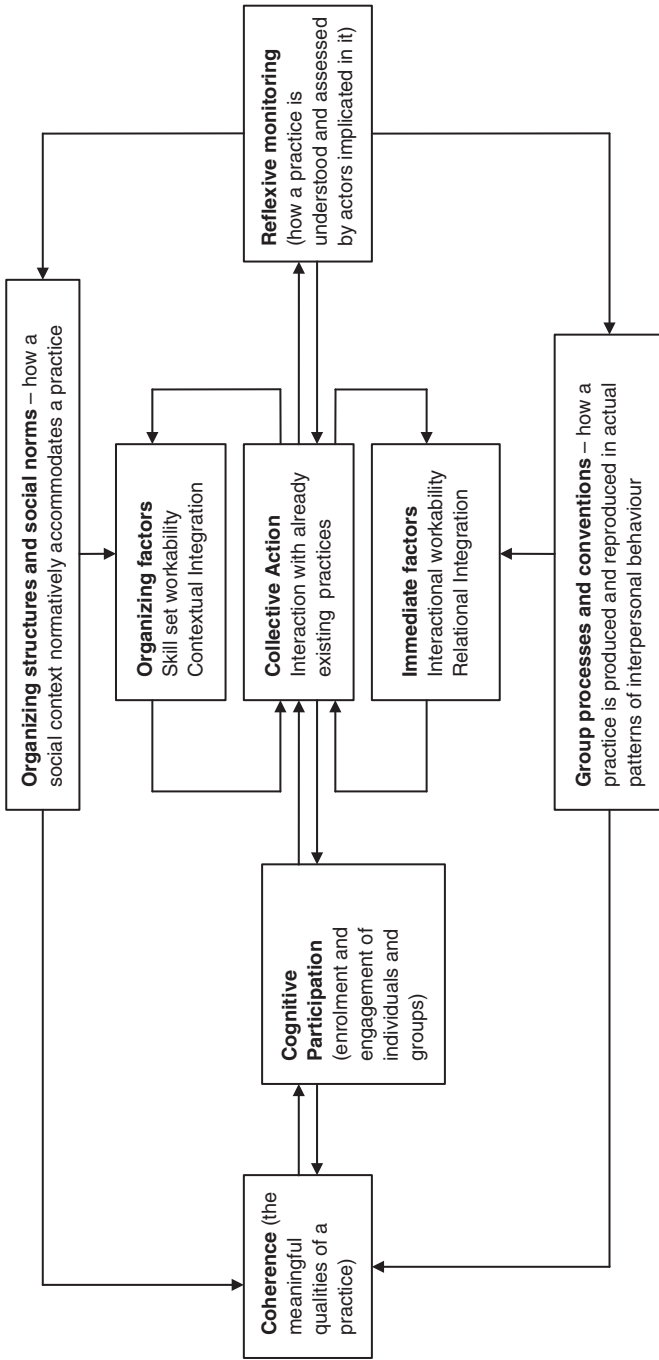 Organizing structures and social norms – how a
social context normatively accommodates a practice
Coherence (the
meaningful
qualities of a
practice)
Cognitive
Participation
(enrolment and
engagement of
individuals and
groups)
Organizing factors
Skill set workability
Contextual Integration
Collective Action
Interaction with already
existing practices
Immediate factors
Interactional workability
Relational Integration
Reflexive monitoring
(how a practice is
understood and assessed
by actors implicated in it)
Group processes and conventions – how a
practice is produced and reproduced in actual
patterns of interpersonal behaviour